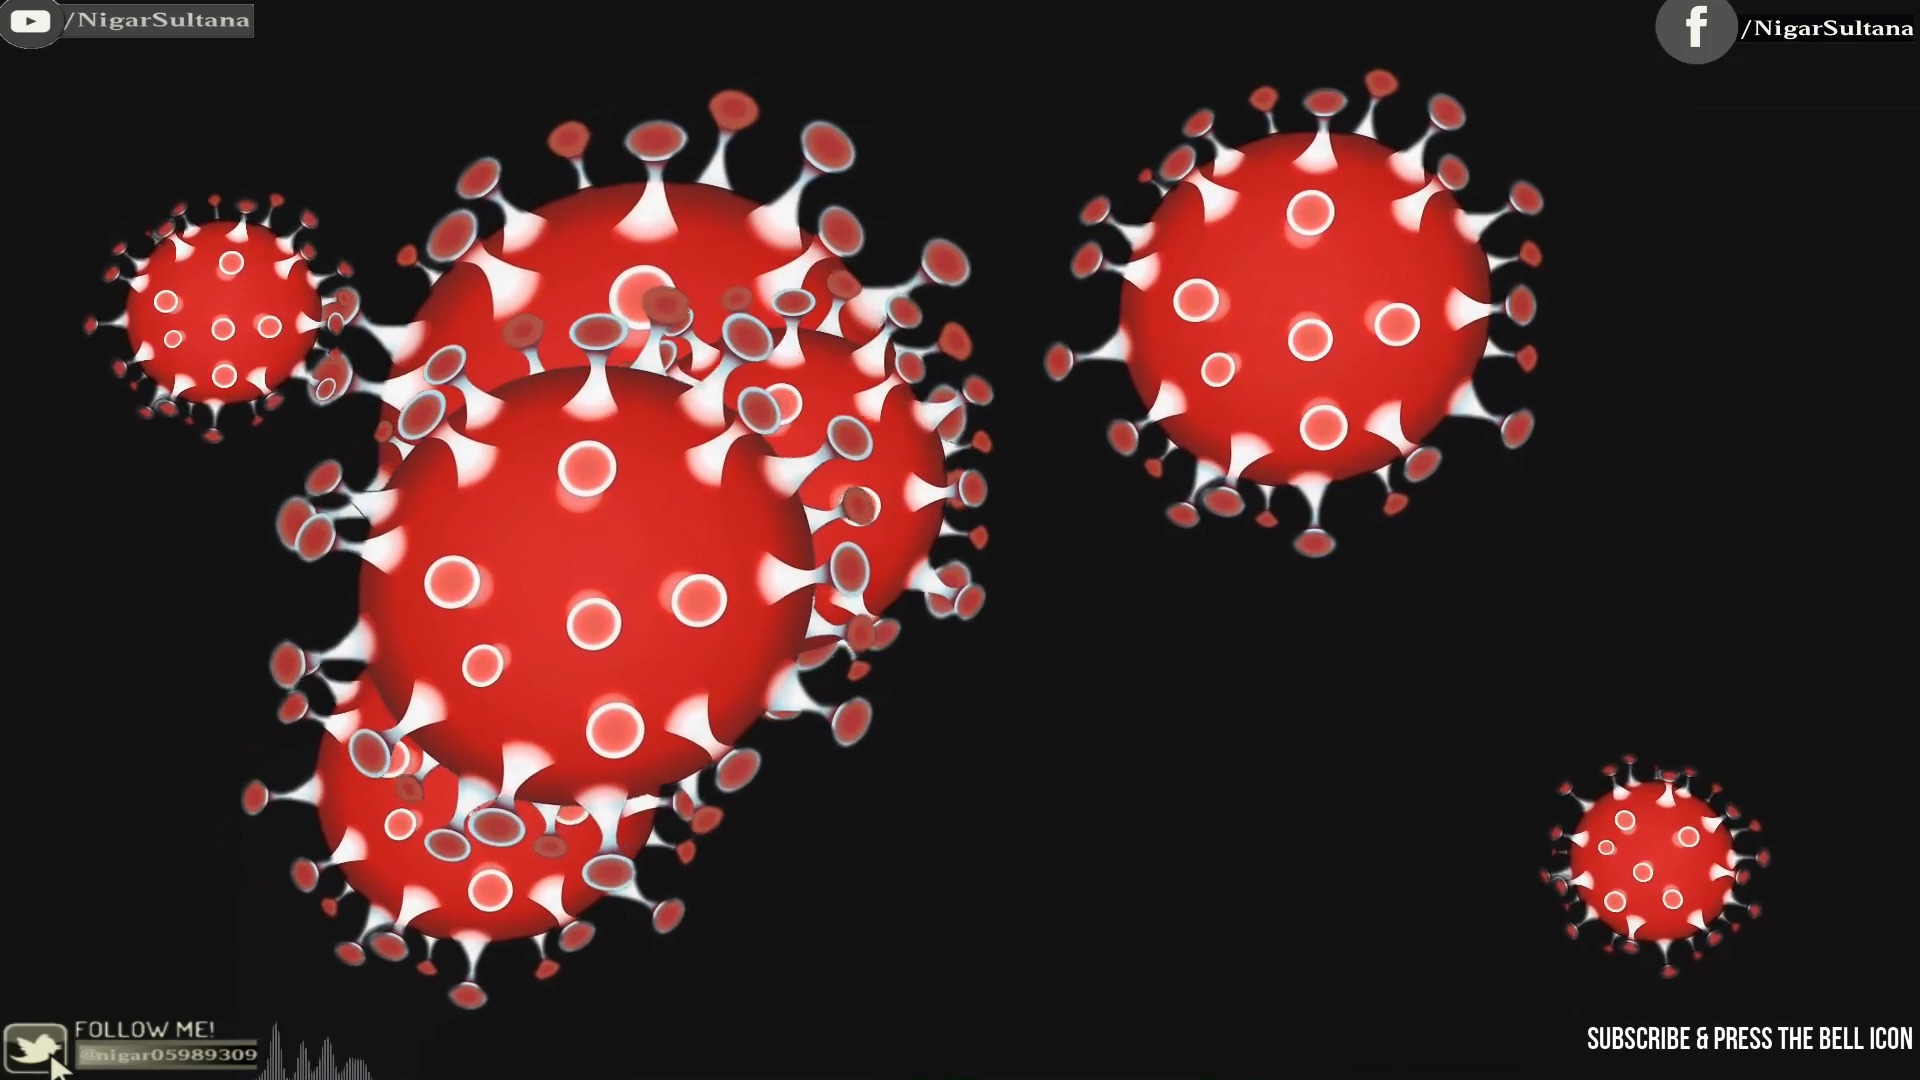 /NigarSultana
/NigarSultana
FOLLOW ME!
@nigar05989309
SUBSCRIBE & PRESS THE BELL ICON